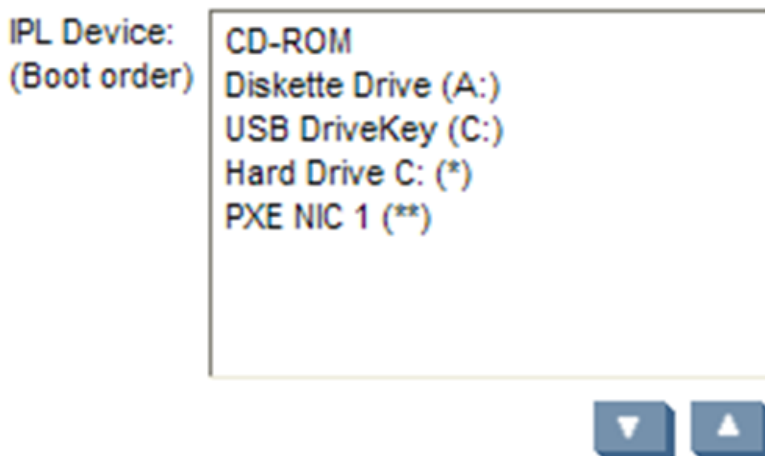 IPL Device:
(Boot order)
CD-ROM
Diskette Drive (A:)
USB DriveKey (C:)
Hard Drive C: (*)
PXE NIC 1 (**)